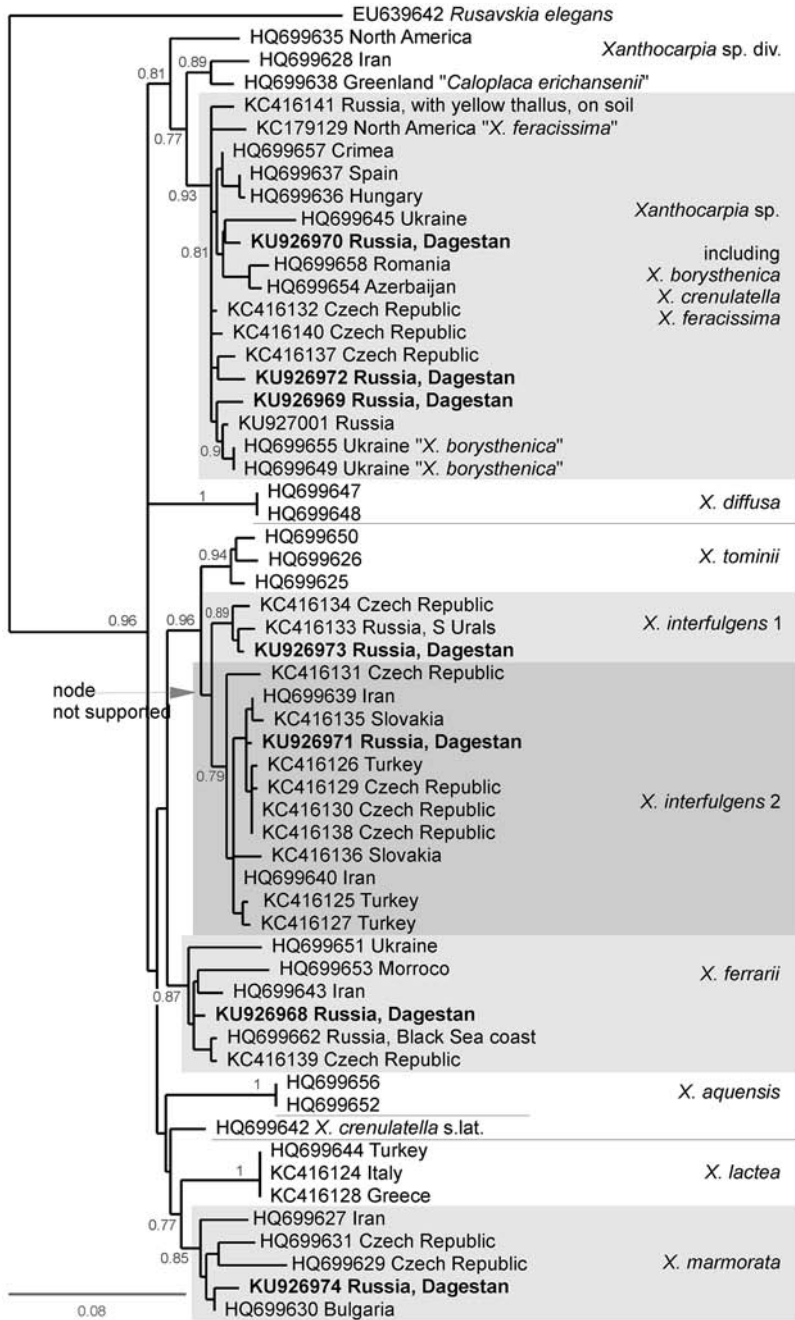 EU639642 Rusavskia elegans
HQ699635 North America
Xanthocarpia sp. div.
0.81
0.89
HQ699628 Iran
HQ699638 Greenland "Caloplaca erichansenii"
KC416141 Russia, with yellow thallus, on soil
0.77
KC179129 North America "X. feracissima"
HQ699657 Crimea
HQ699637 Spain
0.93
HQ699636 Hungary
Xanthocarpia sp.
HQ699645 Ukraine
0.81
KU926970 Russia, Dagestan
including
HQ699658 Romania
X. borysthenica
HQ699654 Azerbaijan
X. crenulatella
KC416132 Czech Republic
X. feracissima
KC416140 Czech Republic
KC416137 Czech Republic
KU926972 Russia, Dagestan
KU926969 Russia, Dagestan
KU927001 Russia
0.9
HQ699655 Ukraine "X. borysthenica"
HQ699649 Ukraine "X. borysthenica"
1
HQ699647
X. diffusa
HQ699648
HQ699650
0.94
HQ699626
X. tominii
HQ699625
KC416134 Czech Republic
0.96
0.96
0.89
KC416133 Russia, S Urals
X. interfulgens 1
KU926973 Russia, Dagestan
KC416131 Czech Republic
node
not supported
HQ699639 Iran
KC416135 Slovakia
KU926971 Russia, Dagestan
KC416126 Turkey
0.79
KC416129 Czech Republic
X. interfulgens 2
KC416130 Czech Republic
KC416138 Czech Republic
KC416136 Slovakia
HQ699640 Iran
KC416125 Turkey
KC416127 Turkey
HQ699651 Ukraine
HQ699653 Morroco
X. ferrarii
0.87
HQ699643 Iran
KU926968 Russia, Dagestan
HQ699662 Russia, Black Sea coast
KC416139 Czech Republic
1
HQ699656
X. aquensis
HQ699652
HQ699642 X. crenulatella s.lat.
HQ699644 Turkey
1
KC416124 Italy
X. lactea
KC416128 Greece
0.77
HQ699627 Iran
0.85
HQ699631 Czech Republic
X. marmorata
HQ699629 Czech Republic
KU926974 Russia, Dagestan
0.08
HQ699630 Bulgaria